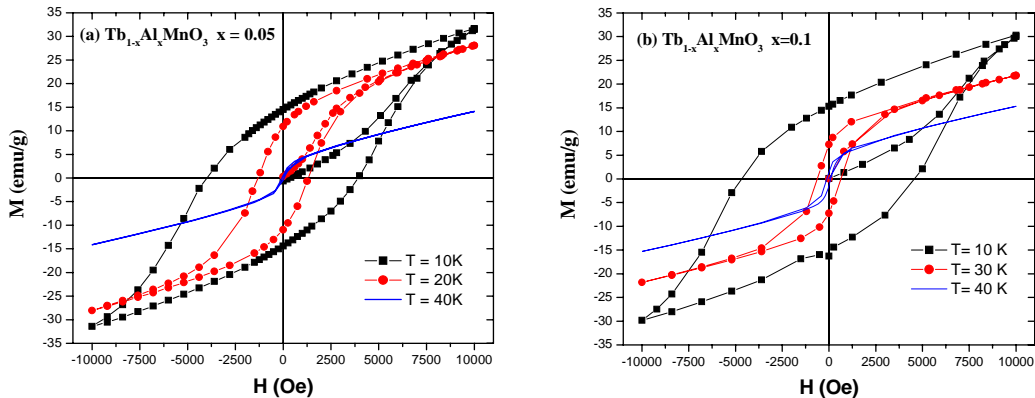 (a) Tb1-xAlxMnO3 x = 0.05
M (emu/g)
35
30
25
20
15
10
5
0
-5
-10
-15
-20
-25
-30
-35
-10000 -7500 -5000 -2500 0 2500 5000 7500 10000
H (Oe)
T = 10K
T = 20K
T = 40K
(b) Tb1-xAlxMnO3 x=0.1
M (emu/g)
35
30
25
20
15
10
5
0
-5
-10
-15
-20
-25
-30
-35
-10000 -7500 -5000 -2500 0 2500 5000 7500 10000
H (Oe)
T= 10 K
T= 30 K
T= 40 K